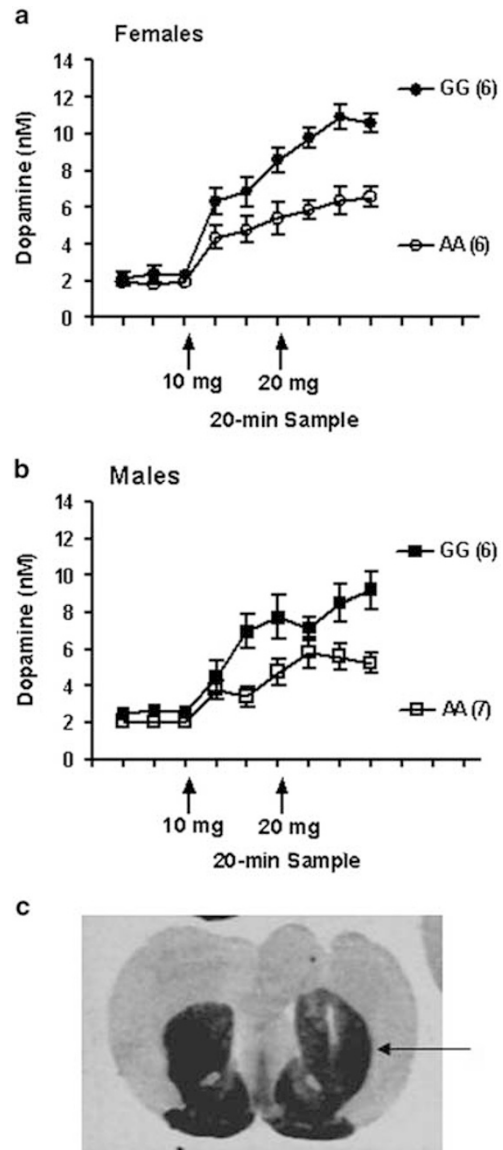 a
Females
Dopamine (nM)
14
12
10
8
6
4
2
0
GG (6)
AA (6)
10 mg
20 mg
20-min Sample
b
Males
Dopamine (nM)
14
12
10
8
6
4
2
0
GG (6)
AA (7)
10 mg
20 mg
20-min Sample
c